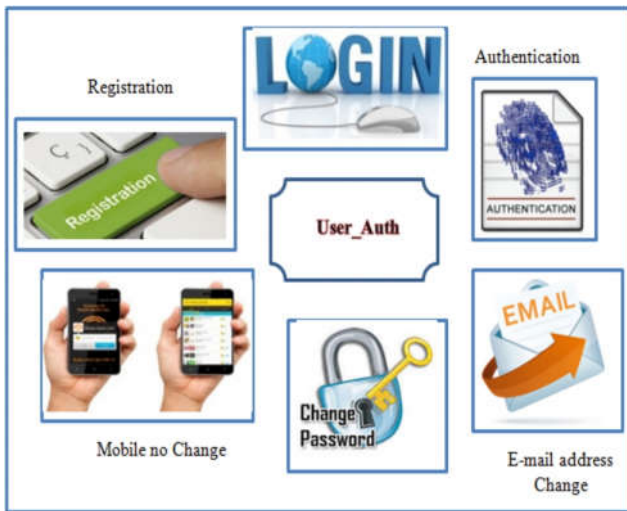 LOGIN
Authentication
Registration
Registration
AUTHENTICATION
User_Auth
EMAIL
Change
Password
Mobile no Change
E-mail address
Change